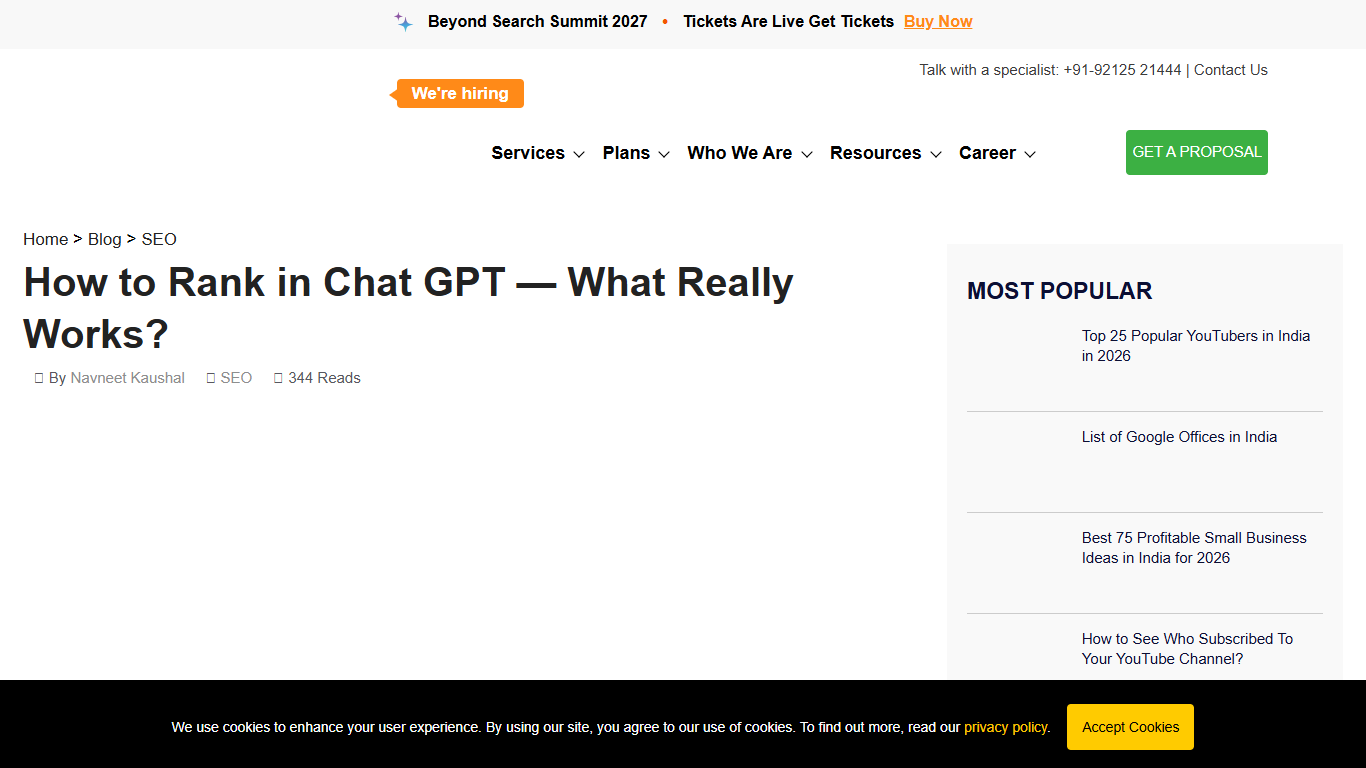 Beyond Search Summit 2027 • Tickets Are Live Get Tickets Buy Now
Talk with a specialist: +91-92125 21444 | Contact Us
We're hiring
Services Plans Who We Are Resources Career
GET A PROPOSAL
Home > Blog > SEO
How to Rank in Chat GPT — What Really
Works?
By Navneet Kaushal SEO 344 Reads
MOST POPULAR
Top 25 Popular YouTubers in India
in 2026
List of Google Offices in India
Best 75 Profitable Small Business
Ideas in India for 2026
How to See Who Subscribed To
Your YouTube Channel?
We use cookies to enhance your user experience. By using our site, you agree to our use of cookies. To find out more, read our privacy policy.
Accept Cookies